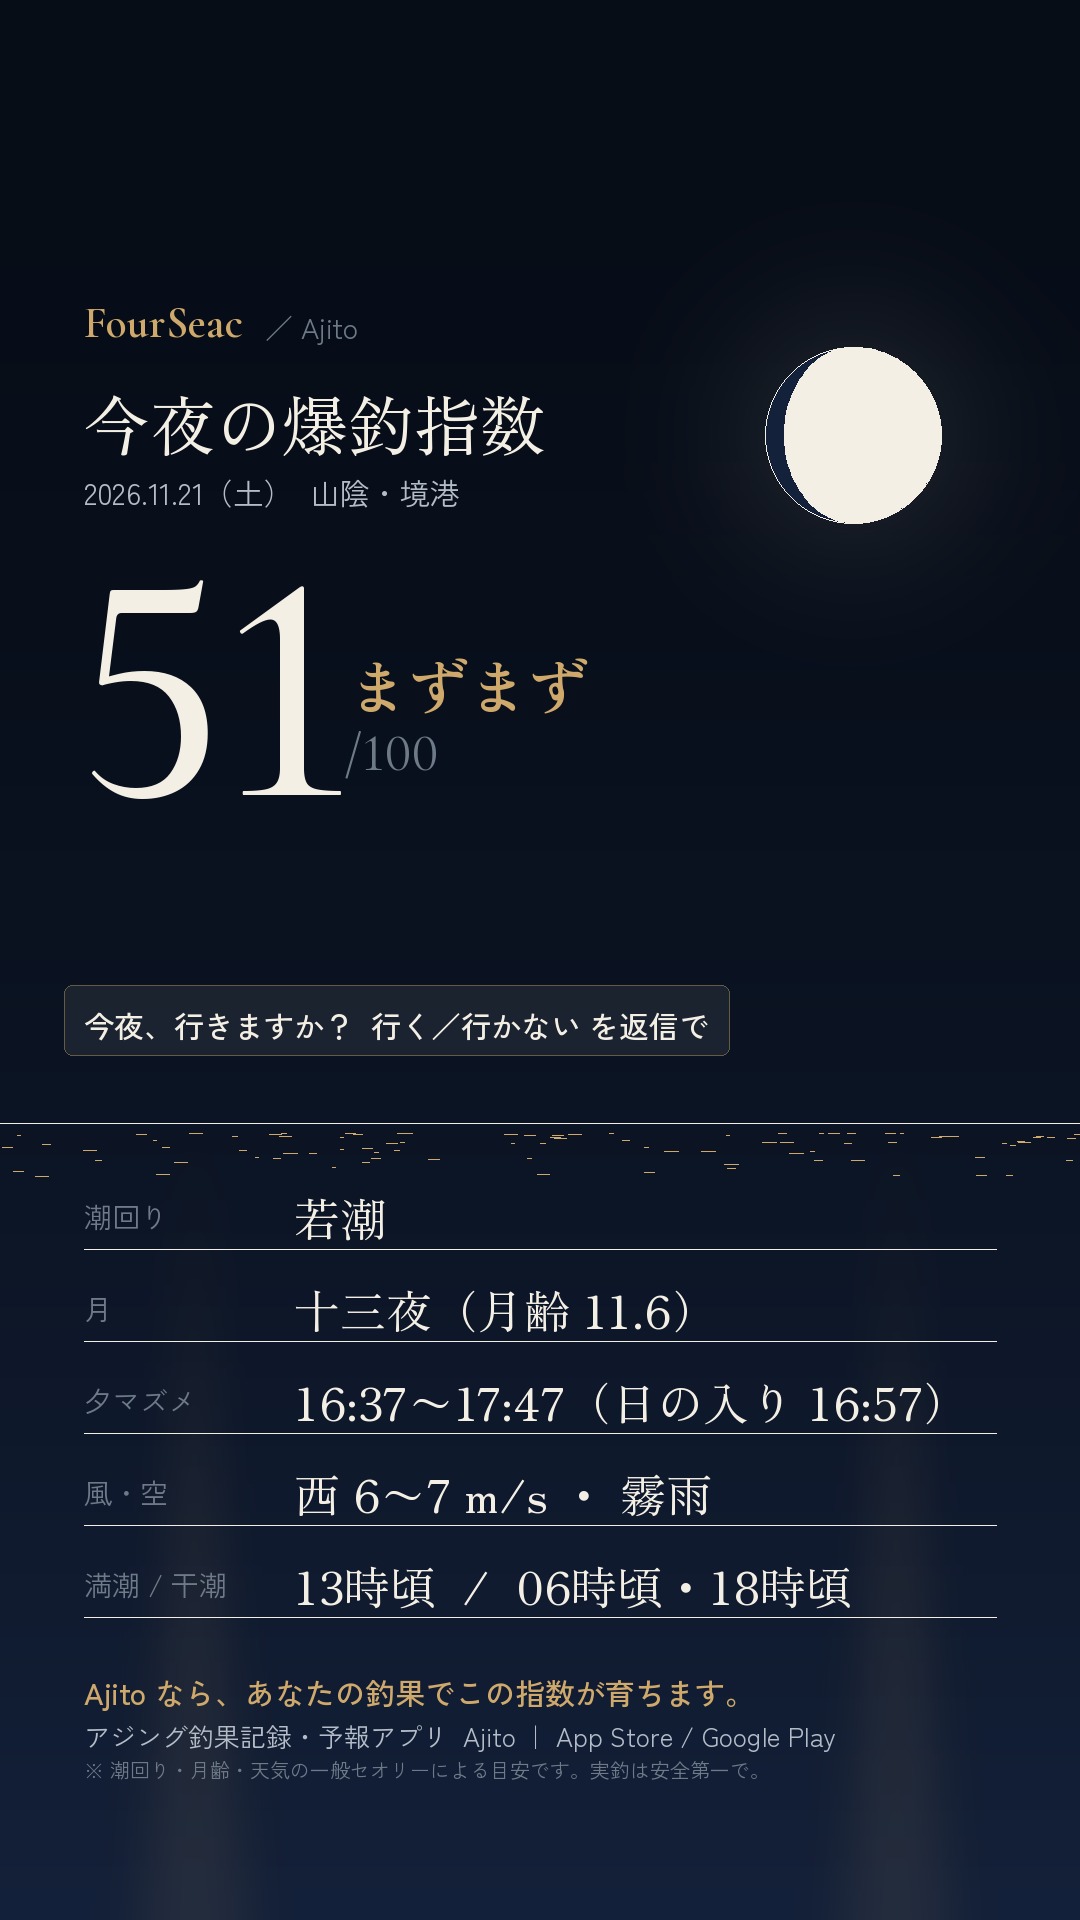 FourSeac ／ Ajito
今夜の爆釣指数
2026.11.21（土） 山陰・境港
51 まずまず
/100
今夜、行きますか？ 行く／行かない を返信で
潮回り 若潮
月 十三夜（月齢 11.6）
夕マズメ 16:37〜17:47（日の入り 16:57）
風・空 西 6〜7 m/s ・ 霧雨
満潮 / 干潮 13時頃 / 06時頃・18時頃
Ajito なら、あなたの釣果でこの指数が育ちます。
アジング釣果記録・予報アプリ Ajito ｜ App Store / Google Play
※ 潮回り・月齢・天気の一般セオリーによる目安です。実釣は安全第一で。